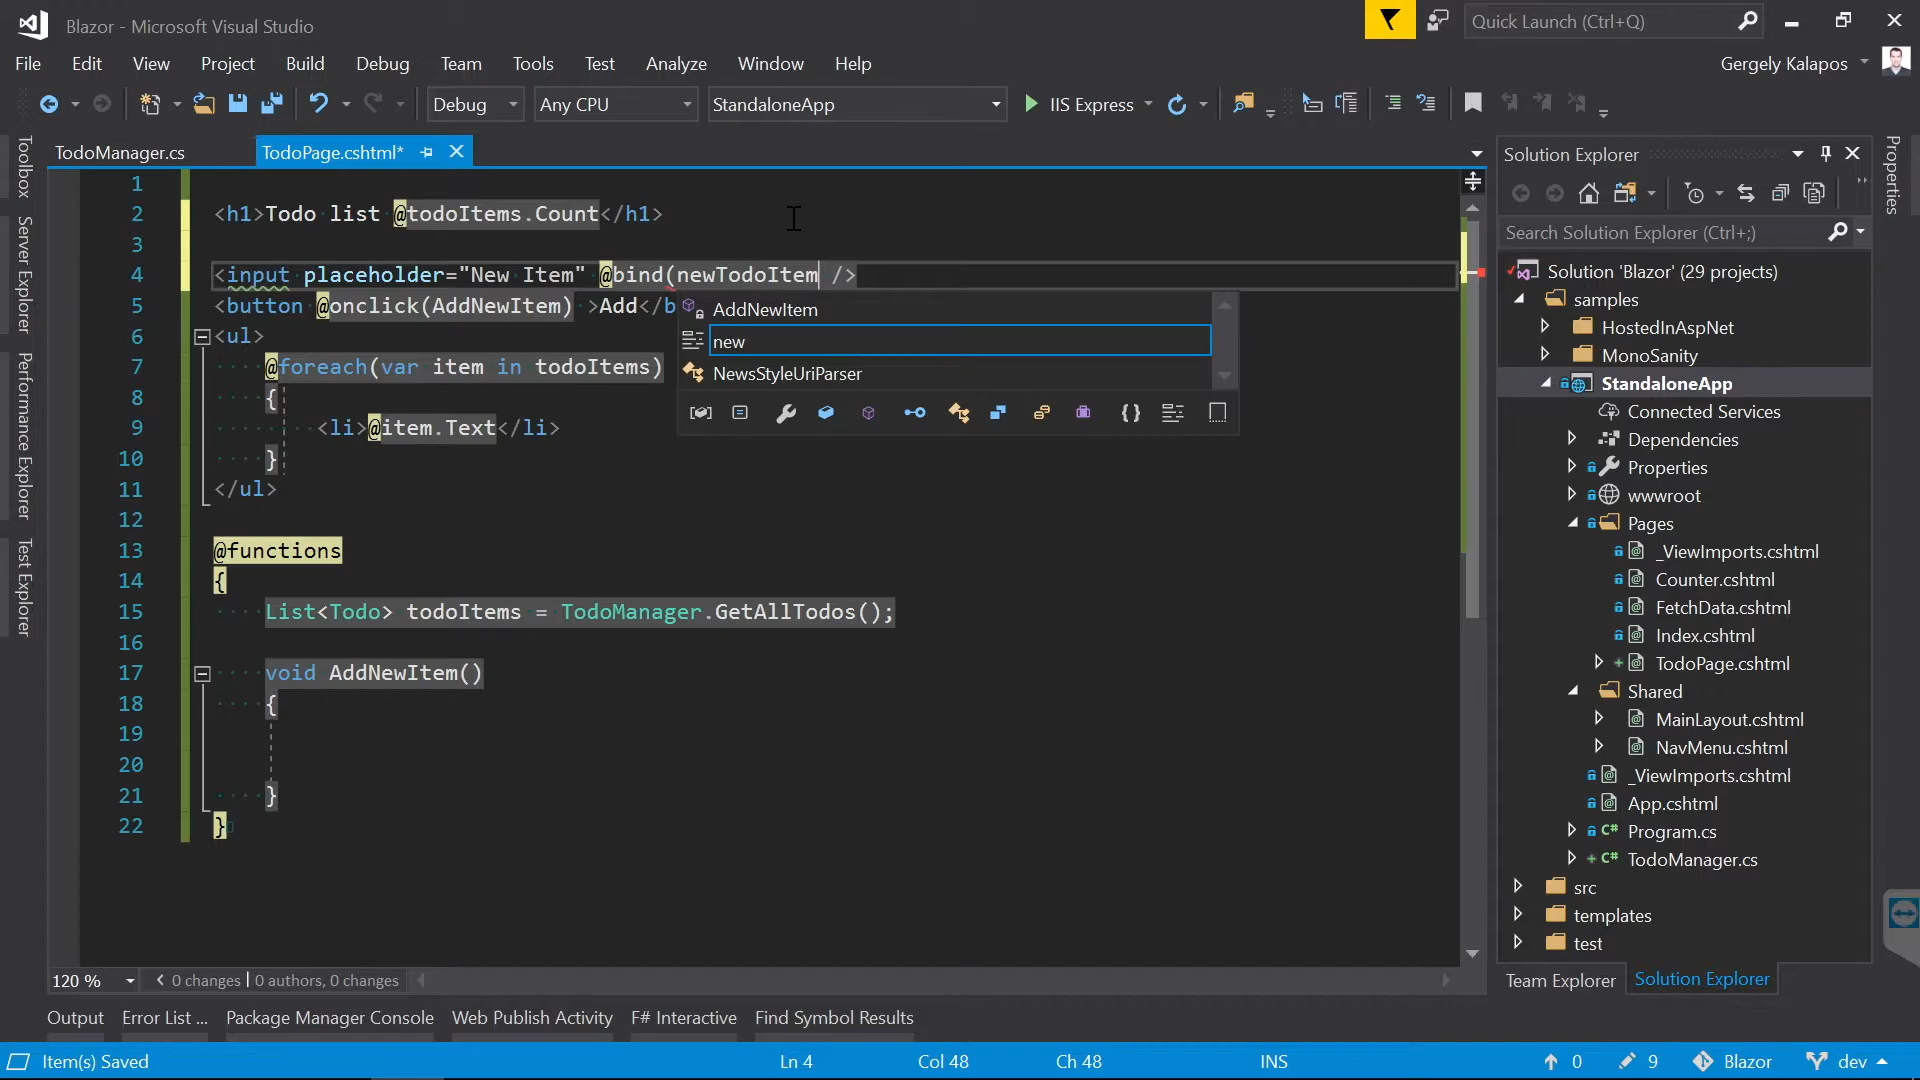 Blazor - Microsoft Visual Studio
Quick Launch (Ctrl+Q)
File Edit View Project Build Debug Team Tools Test Analyze Window Help
Gergely Kalapos
Debug Any CPU StandaloneApp IIS Express
Toolbox
Server Explorer
Performance Explorer
Test Explorer
TodoManager.cs TodoPage.cshtml*
1
2 <h1>Todo list @todoItems.Count</h1>
3
4 <input placeholder="New Item" @bind(newTodoItem />
5 <button @onclick(AddNewItem) >Add</b
6 <ul>
7 @foreach(var item in todoItems)
8 {
9 <li>@item.Text</li>
10 }
11 </ul>
12
13 @functions
14 {
15 List<Todo> todoItems = TodoManager.GetAllTodos();
16
17 void AddNewItem()
18 {
19
20
21 }
22 }
AddNewItem
new
NewsStyleUriParser
120 % 0 changes | 0 authors, 0 changes
Solution Explorer
Search Solution Explorer (Ctrl+;)
Solution 'Blazor' (29 projects)
samples
HostedInAspNet
MonoSanity
StandaloneApp
Connected Services
Dependencies
Properties
wwwroot
Pages
_ViewImports.cshtml
Counter.cshtml
FetchData.cshtml
Index.cshtml
TodoPage.cshtml
Shared
MainLayout.cshtml
NavMenu.cshtml
_ViewImports.cshtml
App.cshtml
C# Program.cs
C# TodoManager.cs
src
templates
test
Team Explorer Solution Explorer
Properties
Output Error List ... Package Manager Console Web Publish Activity F# Interactive Find Symbol Results
Item(s) Saved Ln 4 Col 48 Ch 48 INS 0 9 Blazor dev